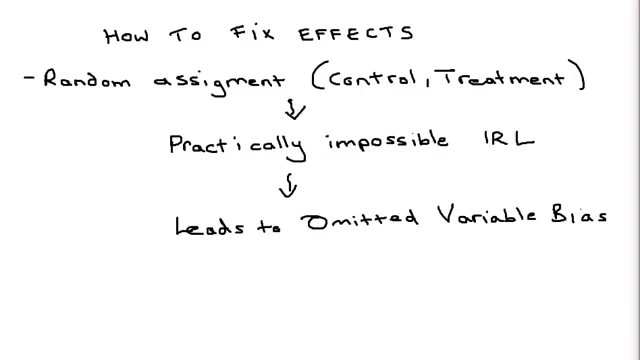 How To Fix EFFECTS
- Random assigment (Control, Treatment)
Practically impossible IRL
Leads to Omitted Variable Bias